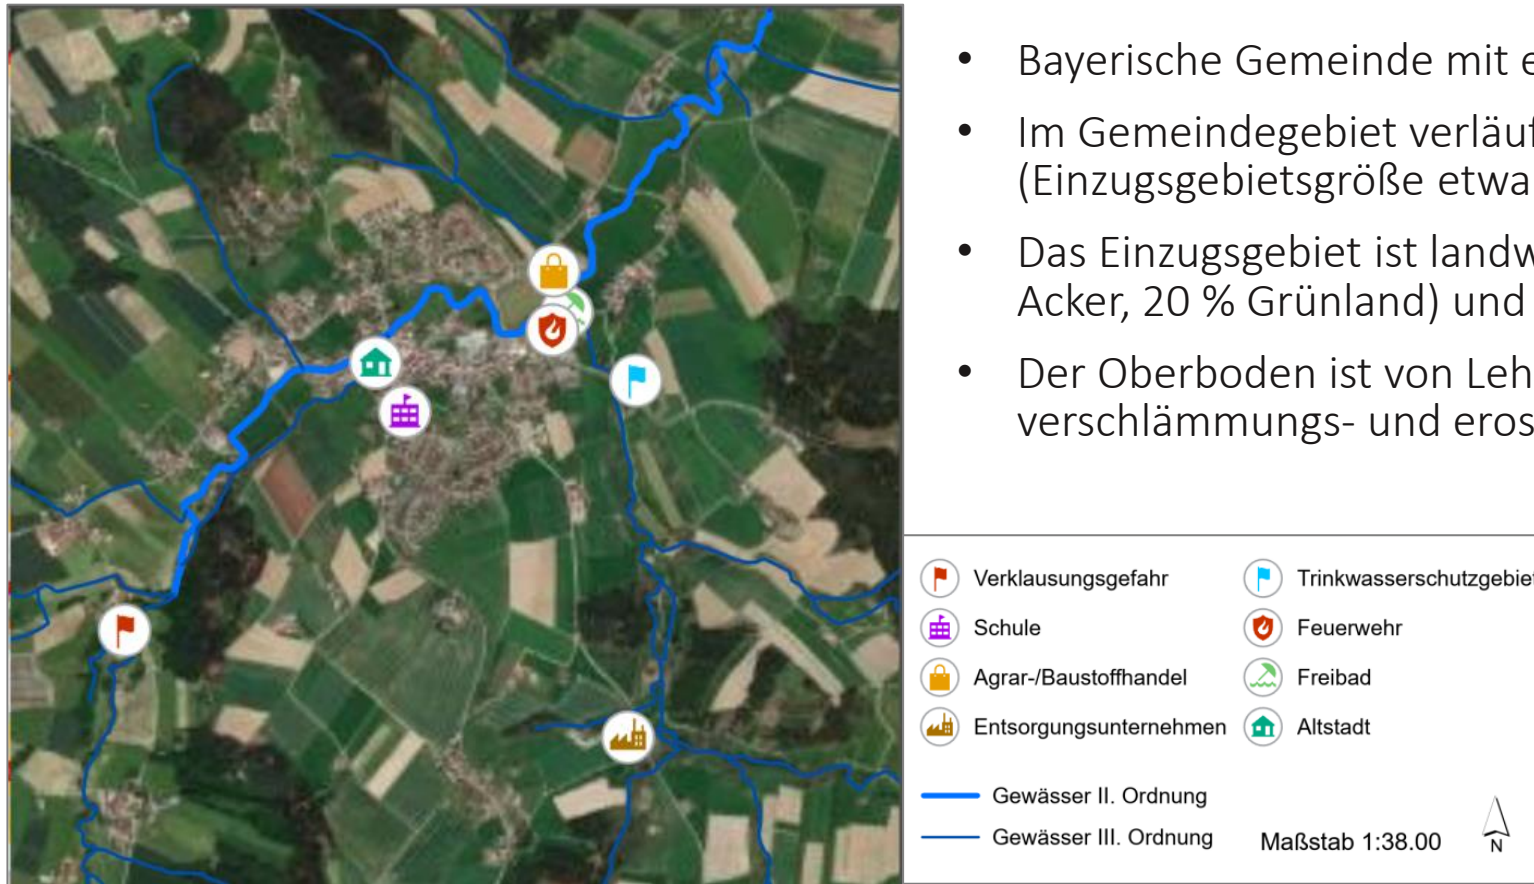 • Bayerische Gemeinde mit e
• Im Gemeindegebiet verläuf
(Einzugsgebietsgröße etwa
• Das Einzugsgebiet ist landw
Acker, 20 % Grünland) und
• Der Oberboden ist von Leh
verschlämmungs- und eros
Verklausungsgefahr
Trinkwasserschutzgebiet
Schule
Feuerwehr
Agrar-/Baustoffhandel
Freibad
Entsorgungsunternehmen
Altstadt
Gewässer II. Ordnung
Gewässer III. Ordnung
Maßstab 1:38.00
N